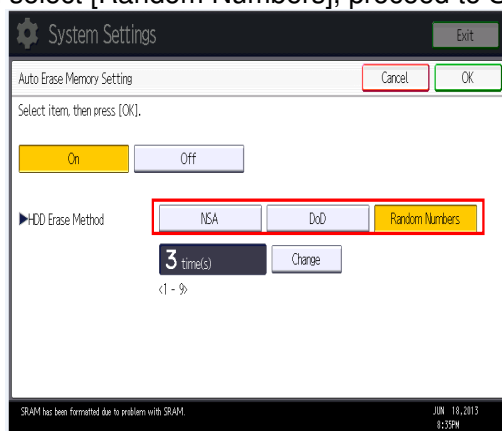 select [Random Numbers], proceed to S
System Settings
Exit
Auto Erase Memory Setting
Cancel
OK
Select item, then press [OK].
On
Off
▶HDD Erase Method
NSA
DoD
Random Numbers
3 time(s)
Change
<1 - 9>
SRAM has been formatted due to problem with SRAM.
JUN 18,2013
8:35PM